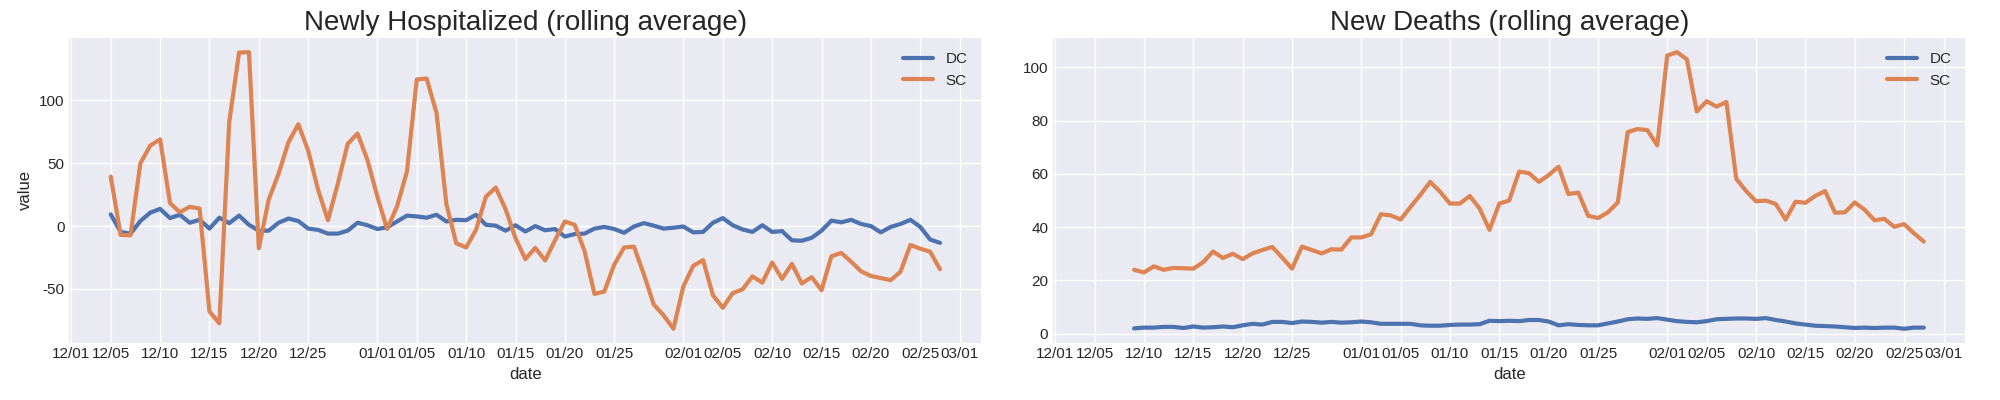 Newly Hospitalized (rolling average)
DC
SC
value
100
50
0
-50
12/01 12/05 12/10 12/15 12/20 12/25 01/01 01/05 01/10 01/15 01/20 01/25 02/01 02/05 02/10 02/15 02/20 02/25 03/01
date
New Deaths (rolling average)
DC
SC
100
80
60
40
20
0
12/01 12/05 12/10 12/15 12/20 12/25 01/01 01/05 01/10 01/15 01/20 01/25 02/01 02/05 02/10 02/15 02/20 02/25 03/01
date